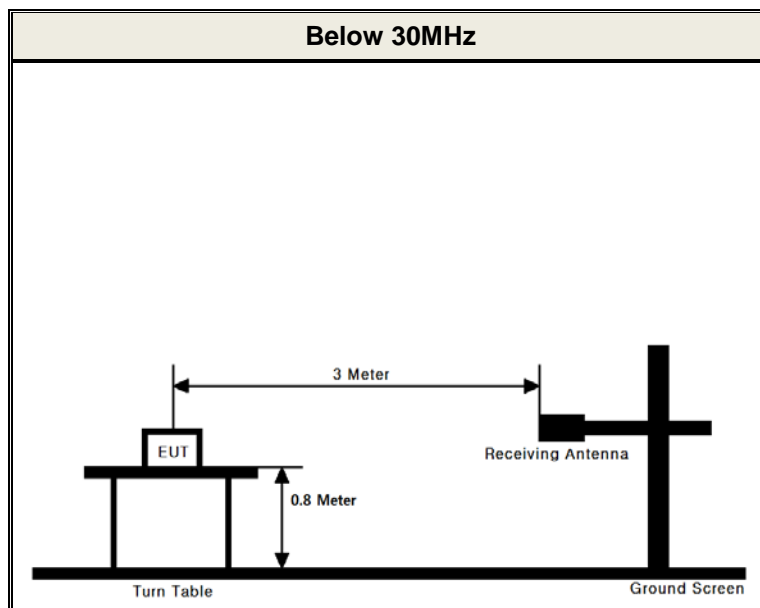 Below 30MHz
3 Meter
EUT
Receiving Antenna
0.8 Meter
Turn Table
Ground Screen